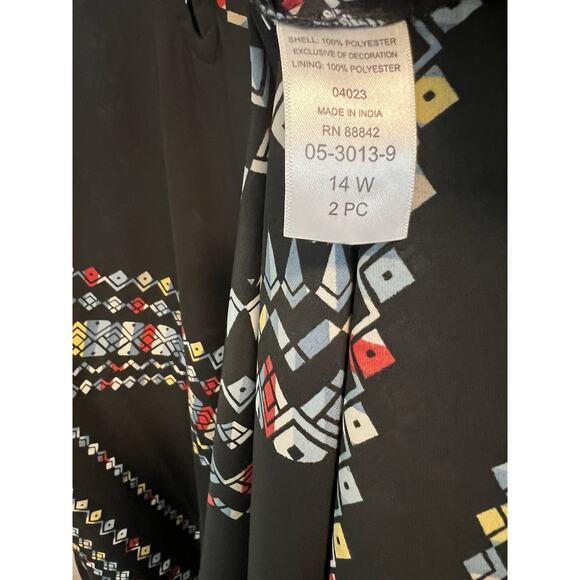 SHELL: 100% POLYESTER
EXCLUSIVE OF DECORATION
LINING: 100% POLYESTER
04023
MADE IN INDIA
RN 88842
05-3013-9
14 W
2 PC